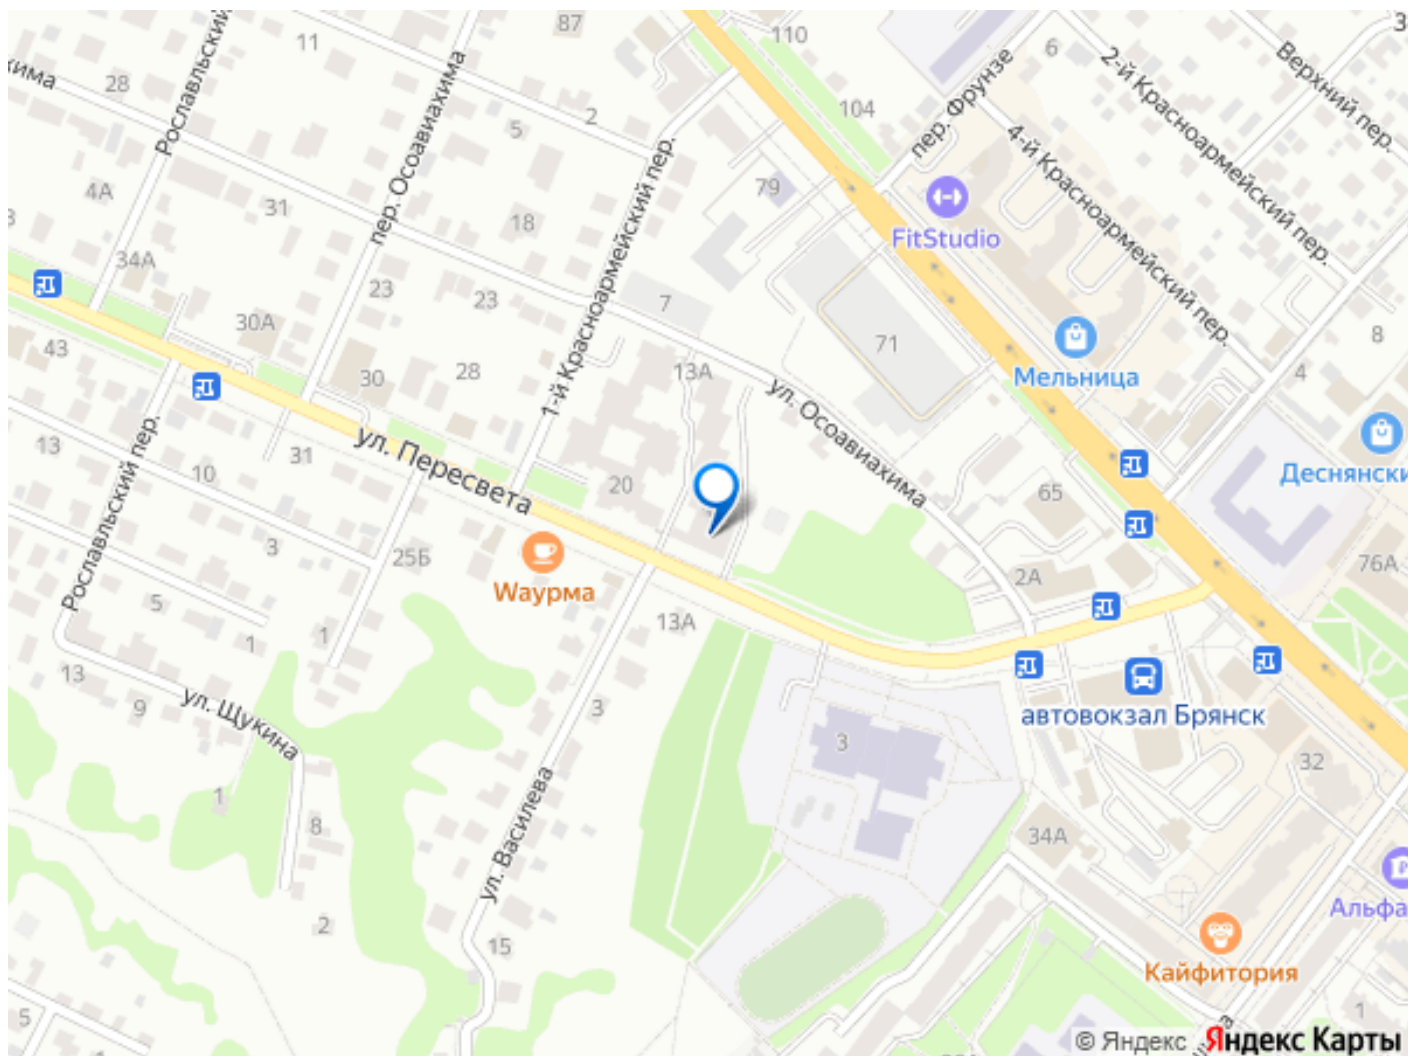 11
87
110
6
Верхний пер.
2-й Красноармейский пер.
Рославльский
пер. Осоавиахима
28
5
2
104
пер. Фрунзе
4-й Красноармейский пер.
1-й Красноармейский пер.
79
4А
31
18
FitStudio
34А
23
23
7
30А
71
8
43
30
28
13А
Мельница
4
ул. Осоавиахима
13
31
ул. Пересвета
10
20
65
Деснянски
Рославльский пер.
3
25Б
Wаурма
2А
76А
5
1
1
13А
13
9
ул. Щукина
3
3
автовокзал Брянск
32
1
8
ул. Василева
34А
2
15
Альфа
Кайфитория
5
1
© Яндекс Яндекс Карты